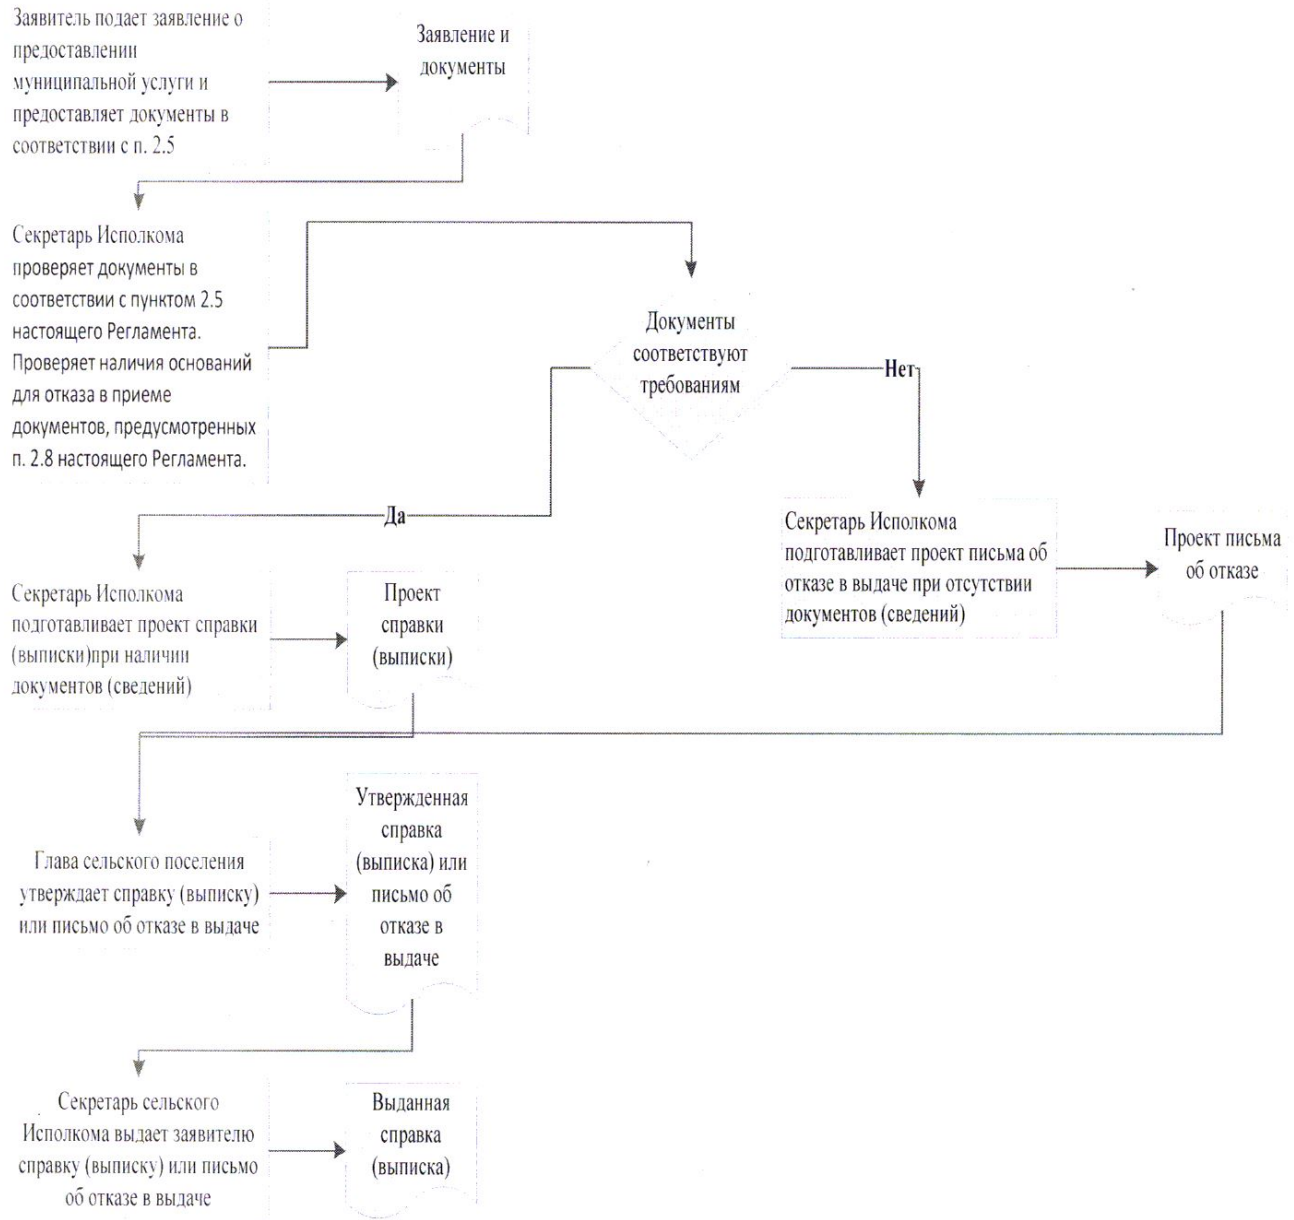 Заявитель подает заявление о
предоставлении
муниципальной услуги и
предоставляет документы в
соответствии с п. 2.5
Заявление и
документы
Секретарь Исполкома
проверяет документы в
соответствии с пунктом 2.5
настоящего Регламента.
Проверяет наличия оснований
для отказа в приеме
документов, предусмотренных
п. 2.8 настоящего Регламента.
Документы
соответствуют
требованиям
Нет
Да
Секретарь Исполкома
подготавливает проект письма об
отказе в выдаче при отсутствии
документов (сведений)
Проект письма
об отказе
Секретарь Исполкома
подготавливает проект справки
(выписки)при наличии
документов (сведений)
Проект
справки
(выписки)
Глава сельского поселения
утверждает справку (выписку)
или письмо об отказе в выдаче
Утвержденная
справка
(выписка) или
письмо об
отказе в
выдаче
Секретарь сельского
Исполкома выдает заявителю
справку (выписку) или письмо
об отказе в выдаче
Выданная
справка
(выписка)